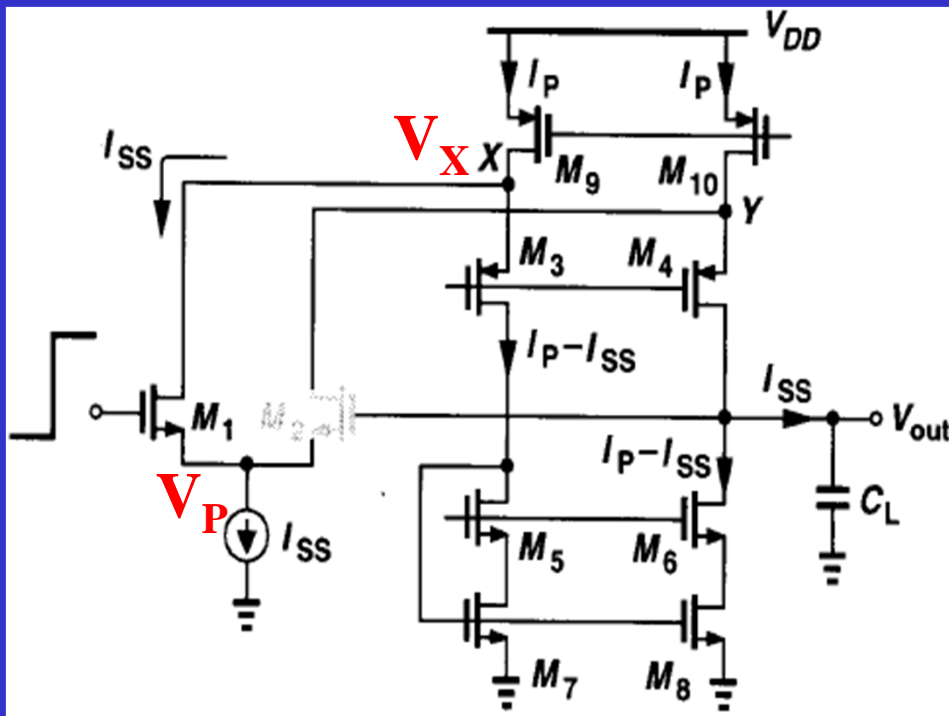 V_DD
I_P I_P
I_SS
V_X X
M_9 M_10
Y
M_3 M_4
I_P − I_SS
I_SS
M_1
V_out
I_P − I_SS
V_P
I_SS
C_L
M_5 M_6
M_7 M_8